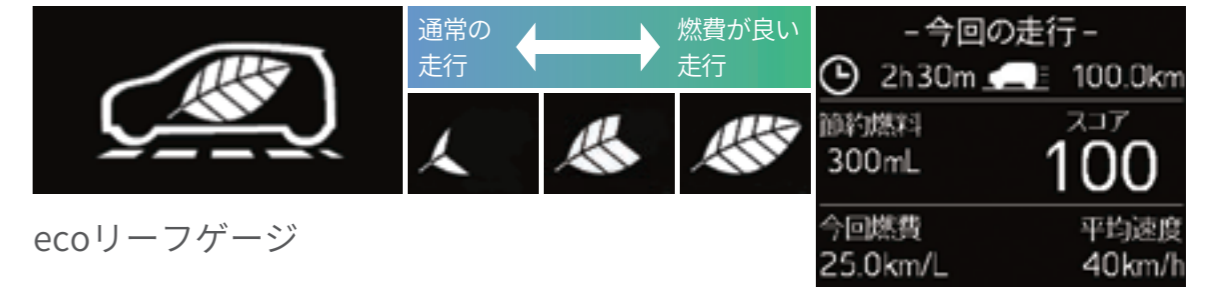 通常の
走行
燃費が良い
走行
ecoリーフゲージ
-今回の走行-
2h30m 100.0km
節約燃料 スコア
300mL 100
今回燃費 平均速度
25.0km/L 40km/h